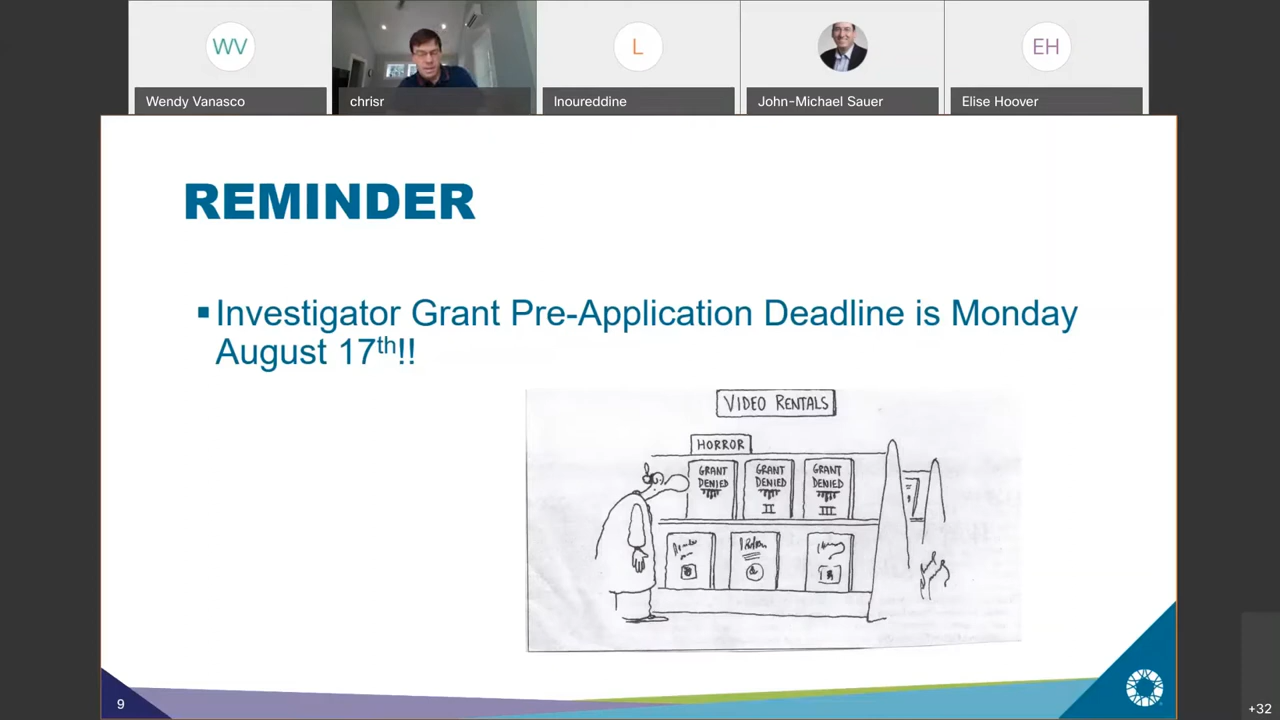 WV
L
EH
Wendy Vanasco
chrisr
lnoureddine
John-Michael Sauer
Elise Hoover
REMINDER
▪Investigator Grant Pre-Application Deadline is Monday
August 17th!!
VIDEO RENTALS
HORROR
GRANT DENIED
GRANT DENIED II
GRANT DENIED III
9
+32